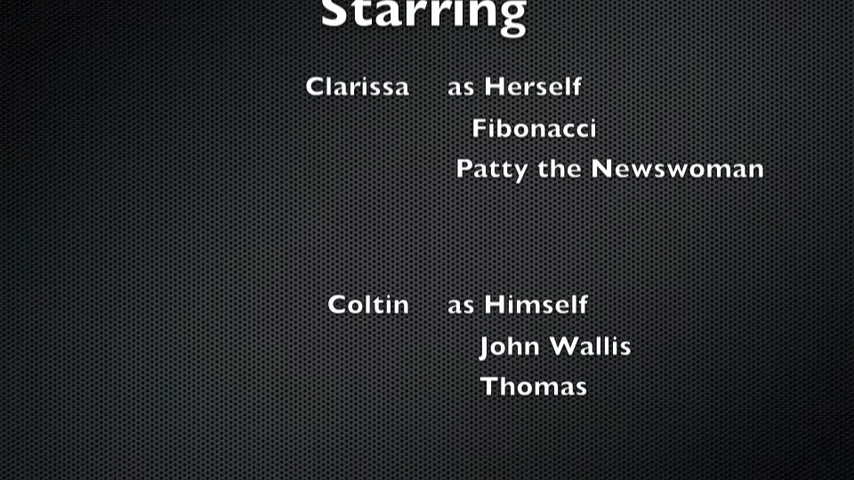 Starring
Clarissa as Herself
Fibonacci
Patty the Newswoman
Coltin as Himself
John Wallis
Thomas